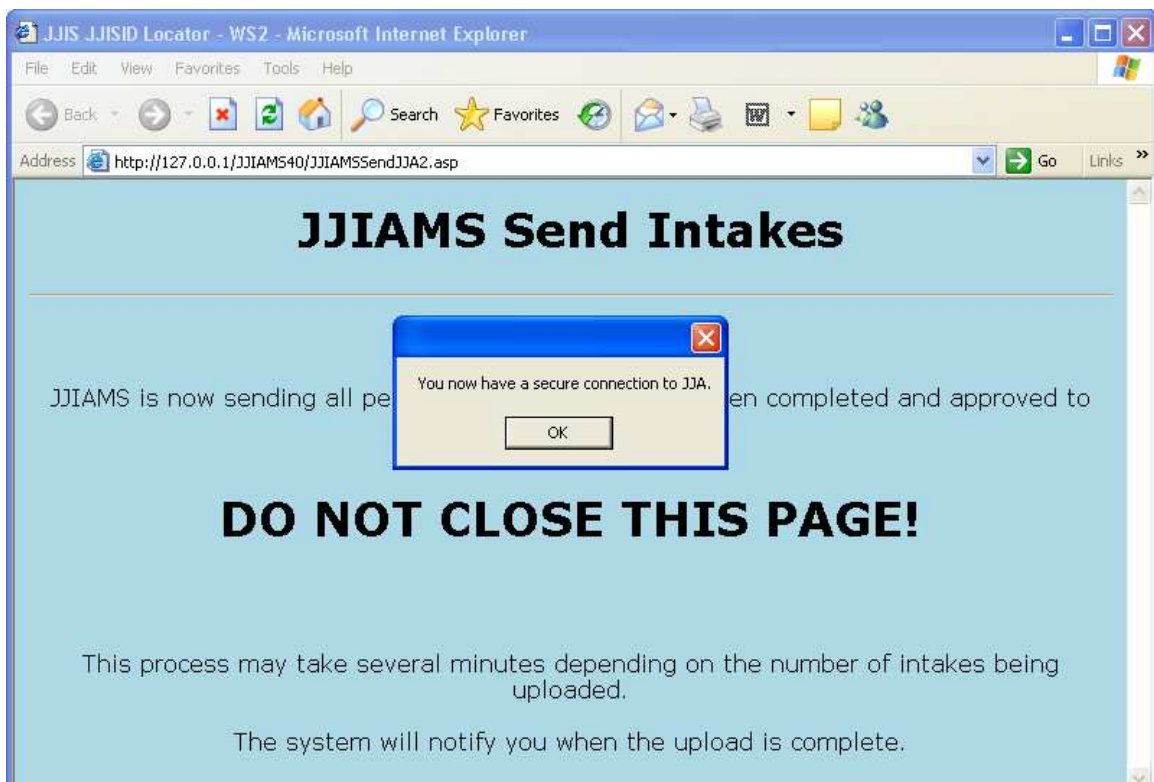 JJIS JJISID Locator - WS2 - Microsoft Internet Explorer
File Edit View Favorites Tools Help
Back Search Favorites
Address http://127.0.0.1/JJIAMS40/JJIAMSSendJJA2.asp Go Links »
JJIAMS Send Intakes
You now have a secure connection to JJA.
JJIAMS is now sending all pe en completed and approved to
OK
DO NOT CLOSE THIS PAGE!
This process may take several minutes depending on the number of intakes being
uploaded.
The system will notify you when the upload is complete.